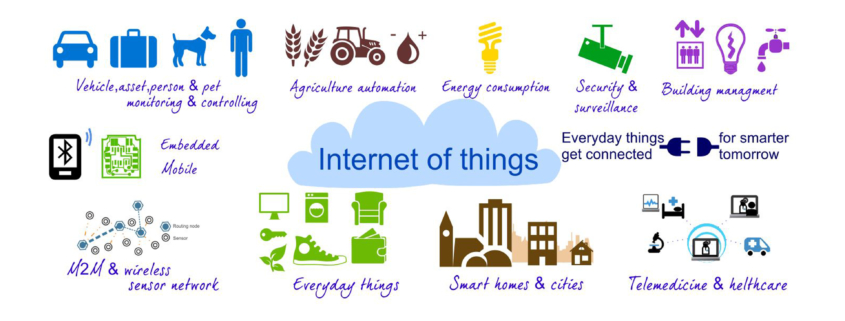 Vehicle,asset,person & pet
monitoring & controlling
Agriculture automation
Energy consumption
Security &
surveillance
Building managment
Embedded
Mobile
Internet of things
Everyday things
get connected
for smarter
tomorrow
Routing node
Sensor
M2M & wireless
sensor network
Everyday things
Smart homes & cities
Telemedicine & helthcare